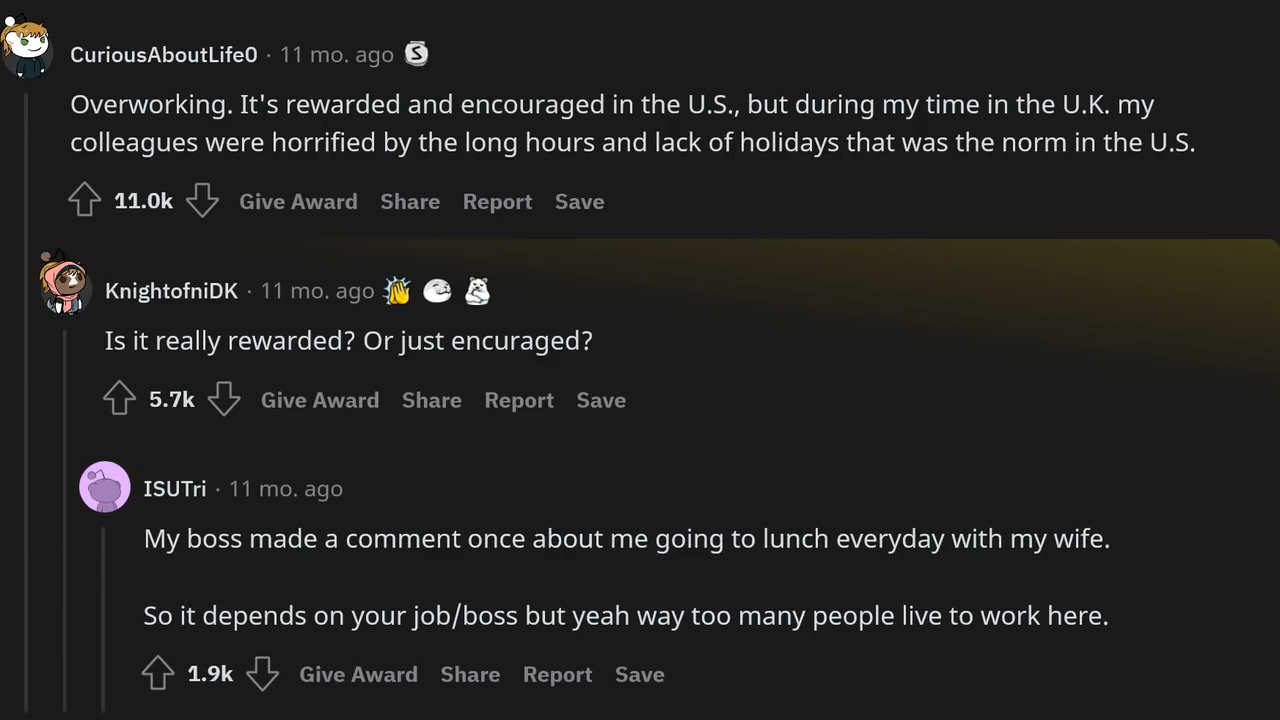 CuriousAboutLife0 · 11 mo. ago
Overworking. It's rewarded and encouraged in the U.S., but during my time in the U.K. my
colleagues were horrified by the long hours and lack of holidays that was the norm in the U.S.
11.0k Give Award Share Report Save
KnightofniDK · 11 mo. ago
Is it really rewarded? Or just encuraged?
5.7k Give Award Share Report Save
ISUTri · 11 mo. ago
My boss made a comment once about me going to lunch everyday with my wife.
So it depends on your job/boss but yeah way too many people live to work here.
1.9k Give Award Share Report Save